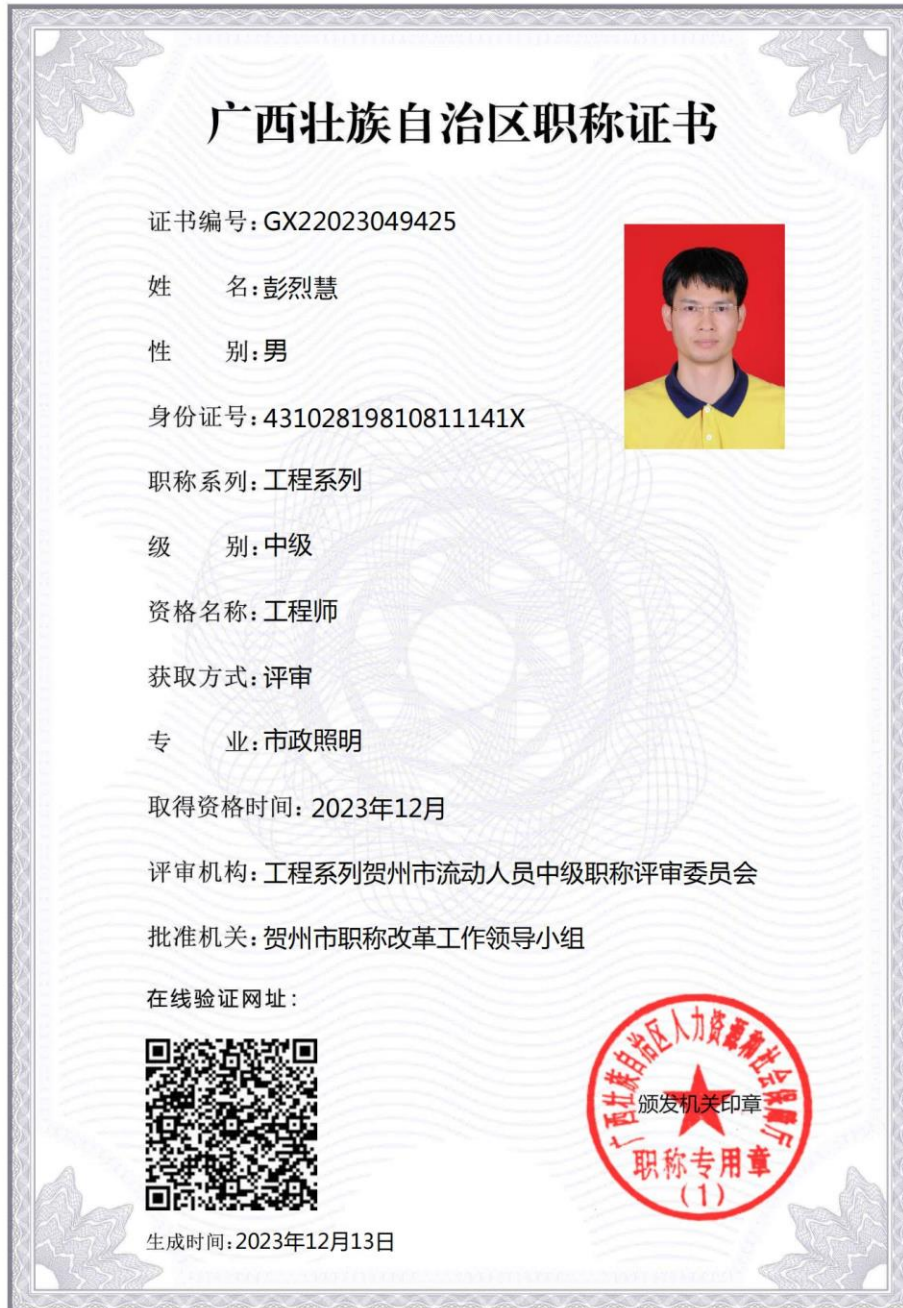 广西壮族自治区职称证书
证书编号：GX22023049425
姓 名：彭烈慧
性 别：男
身份证号：43102819810811141X
职称系列：工程系列
级 别：中级
资格名称：工程师
获取方式：评审
专 业：市政照明
取得资格时间：2023年12月
评审机构：工程系列贺州市流动人员中级职称评审委员会
批准机关：贺州市职称改革工作领导小组
在线验证网址：
广西壮族自治区人力资源和社会保障厅
颁发机关印章
职称专用章
（1）
生成时间：2023年12月13日